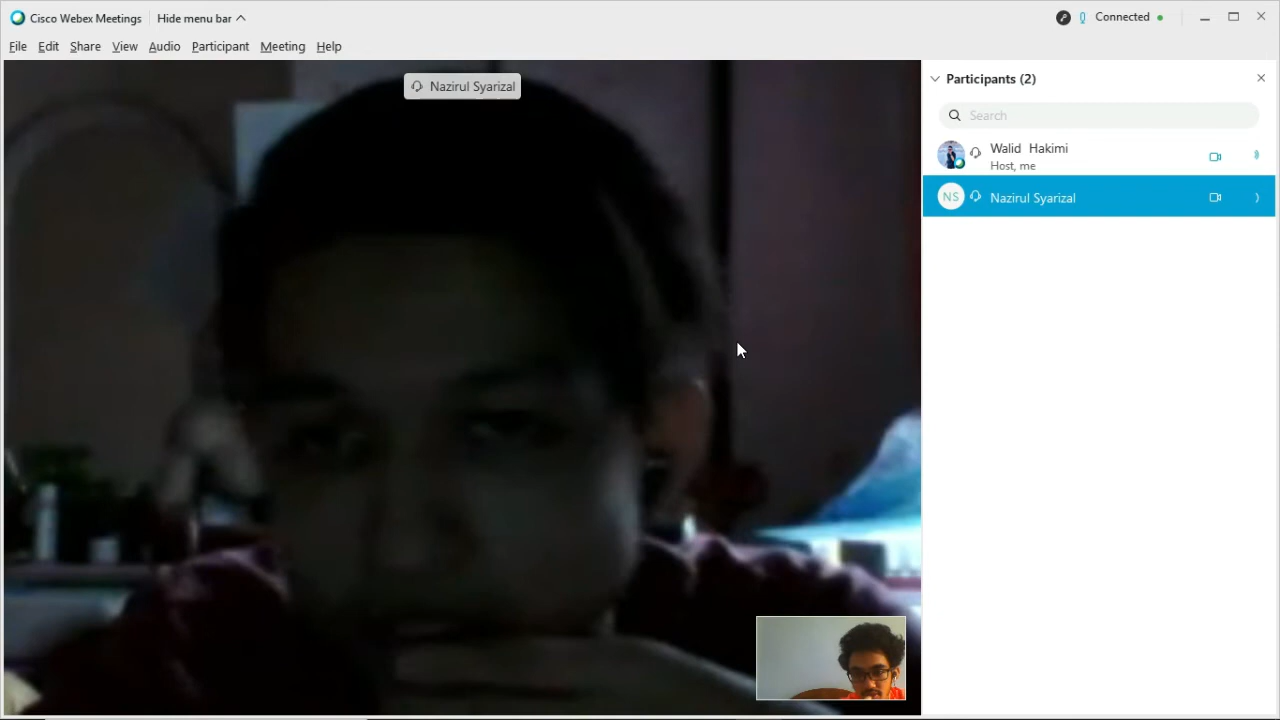 Cisco Webex Meetings Hide menu bar Connected
File Edit Share View Audio Participant Meeting Help
Nazirul Syarizal
Participants (2)
Search
Walid Hakimi
Host, me
NS Nazirul Syarizal